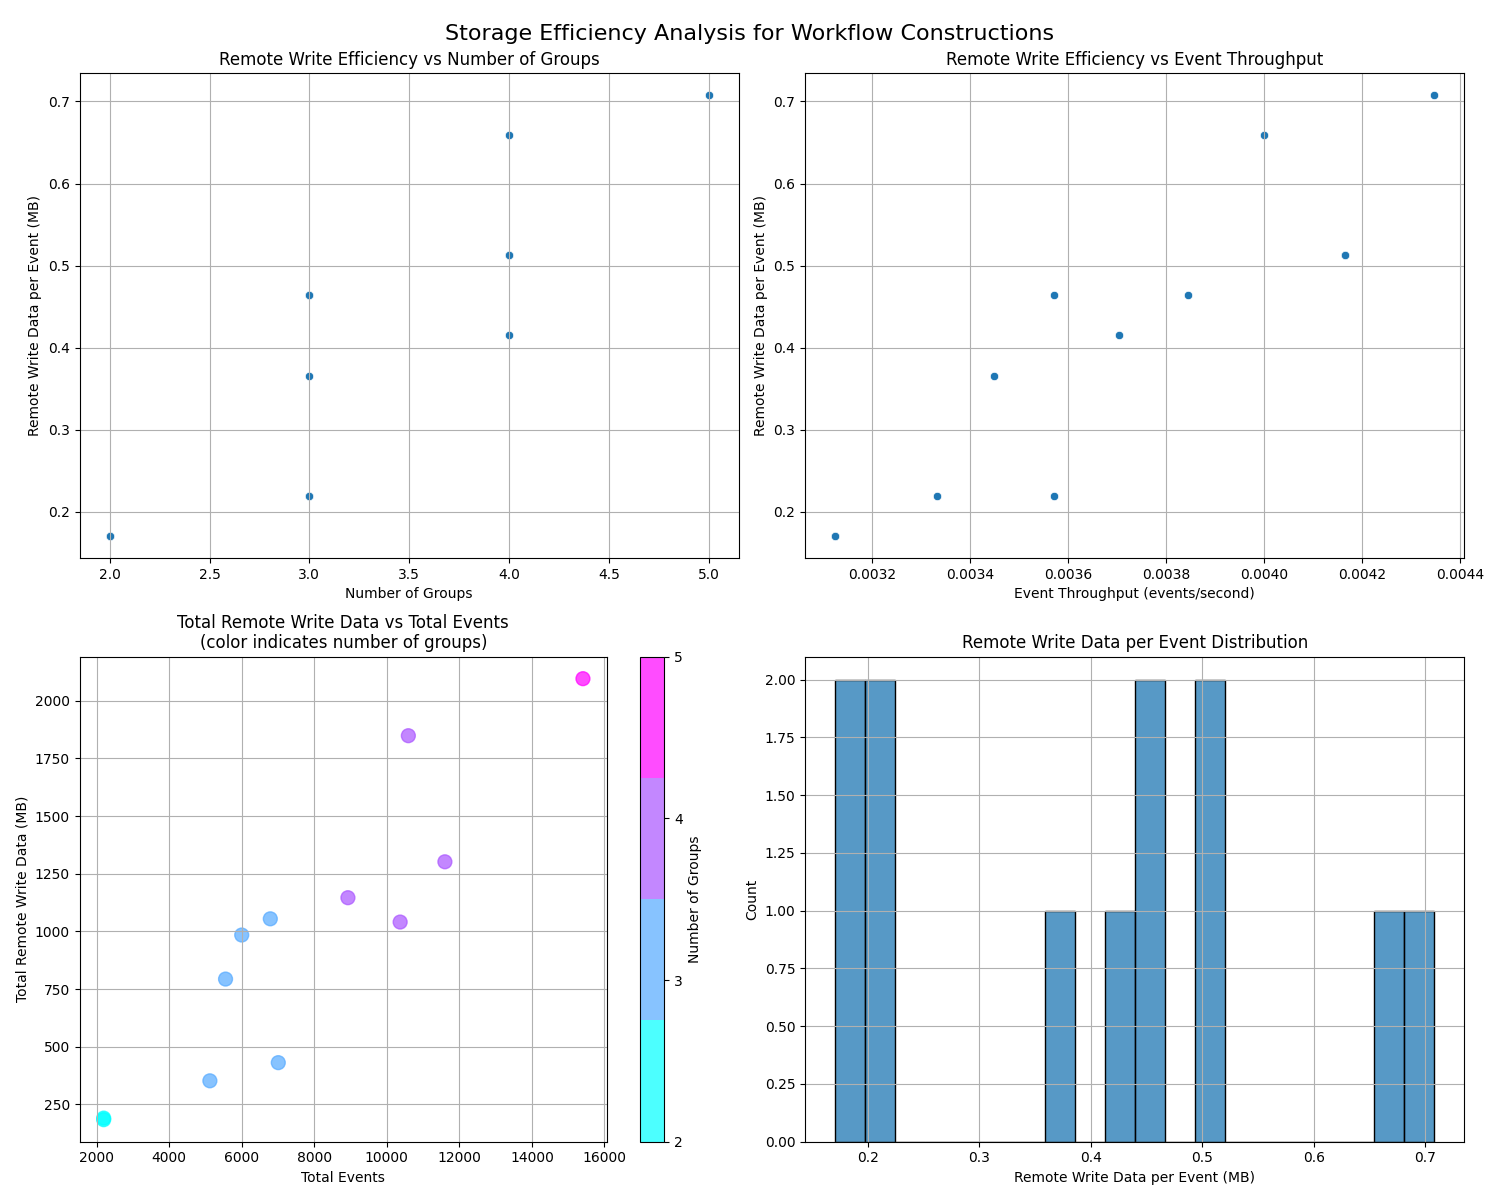 Storage Efficiency Analysis for Workflow Constructions
Remote Write Efficiency vs Number of Groups
Remote Write Data per Event (MB)
0.7
0.6
0.5
0.4
0.3
0.2
2.0 2.5 3.0 3.5 4.0 4.5 5.0
Number of Groups
Remote Write Efficiency vs Event Throughput
Remote Write Data per Event (MB)
0.7
0.6
0.5
0.4
0.3
0.2
0.0032 0.0034 0.0036 0.0038 0.0040 0.0042 0.0044
Event Throughput (events/second)
Total Remote Write Data vs Total Events
(color indicates number of groups)
Total Remote Write Data (MB)
2000
1750
1500
1250
1000
750
500
250
2000 4000 6000 8000 10000 12000 14000 16000
Total Events
5
4
3
2
Number of Groups
Remote Write Data per Event Distribution
Count
2.00
1.75
1.50
1.25
1.00
0.75
0.50
0.25
0.00
0.2 0.3 0.4 0.5 0.6 0.7
Remote Write Data per Event (MB)